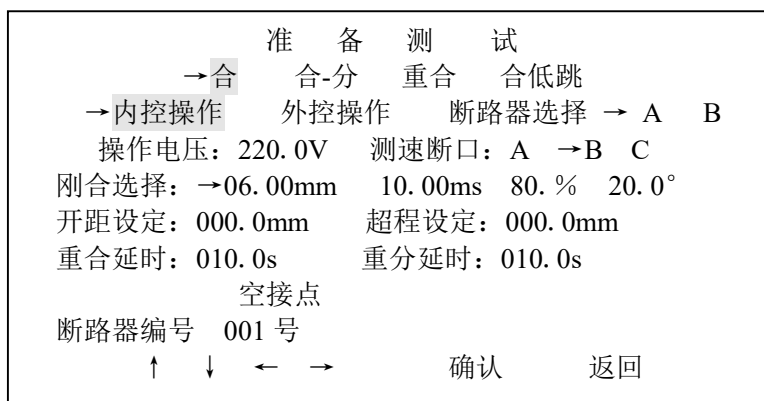 准 备 测 试
→合 合-分 重合 合低跳
→内控操作 外控操作 断路器选择 → A B
操作电压：220.0V 测速断口：A →B C
刚合选择：→06.00mm 10.00ms 80.% 20.0°
开距设定：000.0mm 超程设定：000.0mm
重合延时：010.0s 重分延时：010.0s
空接点
断路器编号 001 号
↑ ↓ ← → 确认 返回